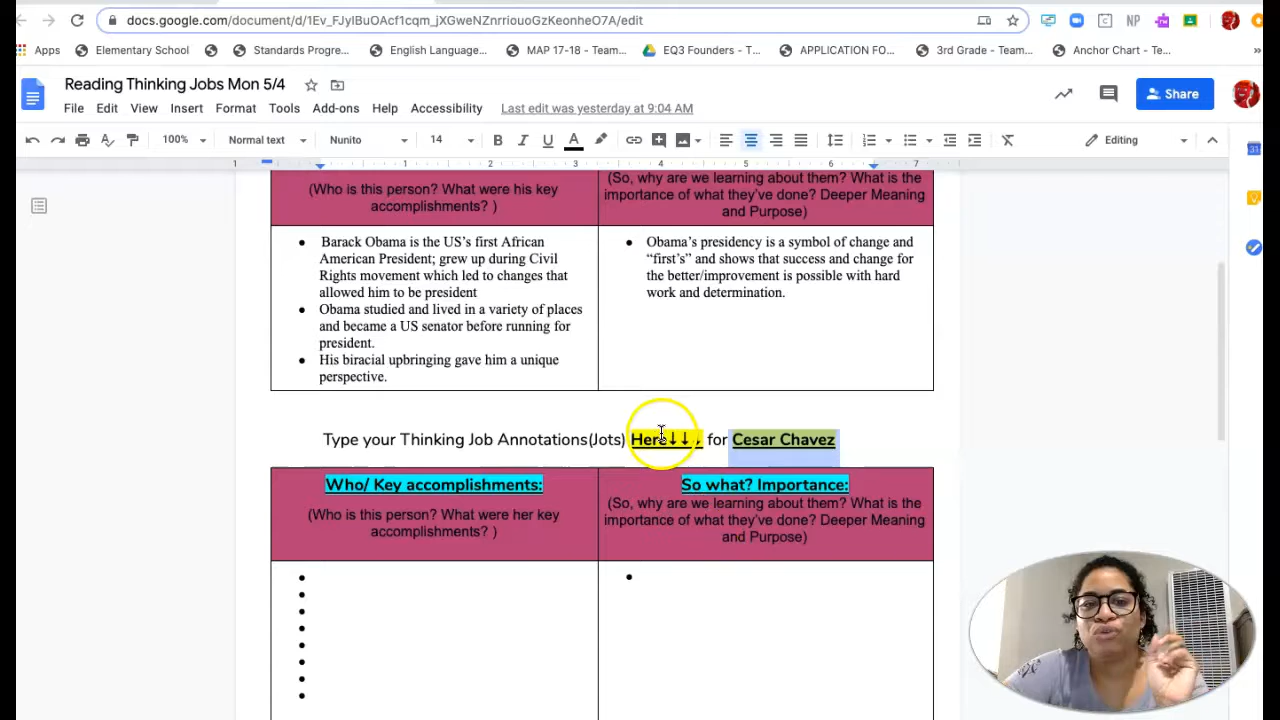 docs.google.com/document/d/1Ev_FJyIBuOAcf1cqm_jXGweNZnrriouoGzKeonheO7A/edit
NP
Apps Elementary School Standards Progre... English Language... MAP 17-18 - Team... EQ3 Founders - T... APPLICATION FO... 3rd Grade - Team... Anchor Chart - Te... »
Reading Thinking Jobs Mon 5/4
File Edit View Insert Format Tools Add-ons Help Accessibility Last edit was yesterday at 9:04 AM
Share
100% Normal text Nunito 14 B I U A Editing
1 1 2 3 4 5 6 7
(Who is this person? What were his key
accomplishments? )
(So, why are we learning about them? What is the
importance of what they've done? Deeper Meaning
and Purpose)
Barack Obama is the US's first African
American President; grew up during Civil
Rights movement which led to changes that
allowed him to be president
Obama studied and lived in a variety of places
and became a US senator before running for
president.
His biracial upbringing gave him a unique
perspective.
Obama's presidency is a symbol of change and
“first's” and shows that success and change for
the better/improvement is possible with hard
work and determination.
Type your Thinking Job Annotations(Jots) Here↓↓↓ for Cesar Chavez
Who/ Key accomplishments:
(Who is this person? What were her key
accomplishments? )
So what? Importance:
(So, why are we learning about them? What is the
importance of what they've done? Deeper Meaning
and Purpose)